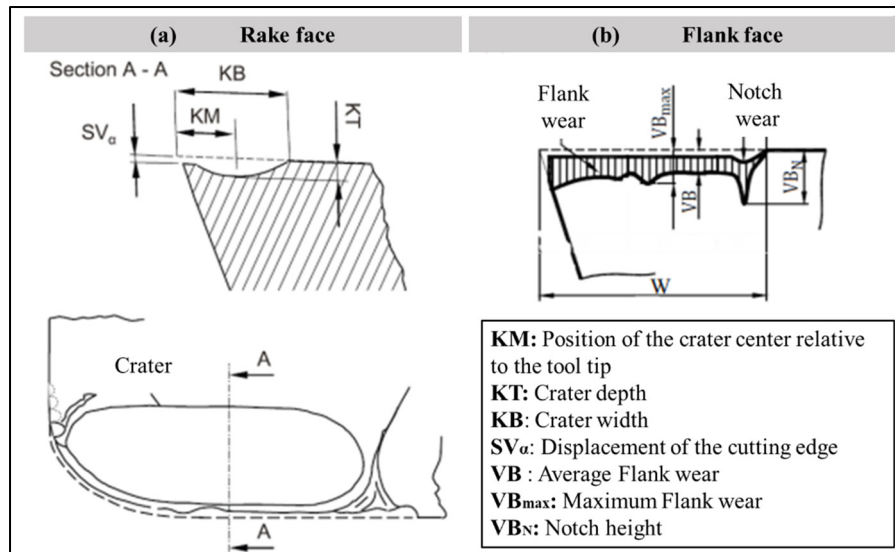 (a) Rake face
(b) Flank face
Section A - A
KB
KM
SVα
KT
Crater
A
A
Flank
wear
VBmax
Notch
wear
VB
VBN
W
KM: Position of the crater center relative
to the tool tip
KT: Crater depth
KB: Crater width
SVα: Displacement of the cutting edge
VB : Average Flank wear
VBmax: Maximum Flank wear
VBN: Notch height